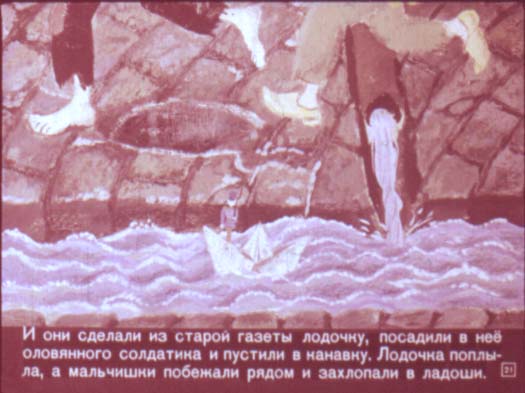 И они сделали из старой газеты лодочку, посадили в неё
оловянного солдатика и пустили в канавку. Лодочка поплы-
ла, а мальчишки побежали рядом и захлопали в ладоши.
21